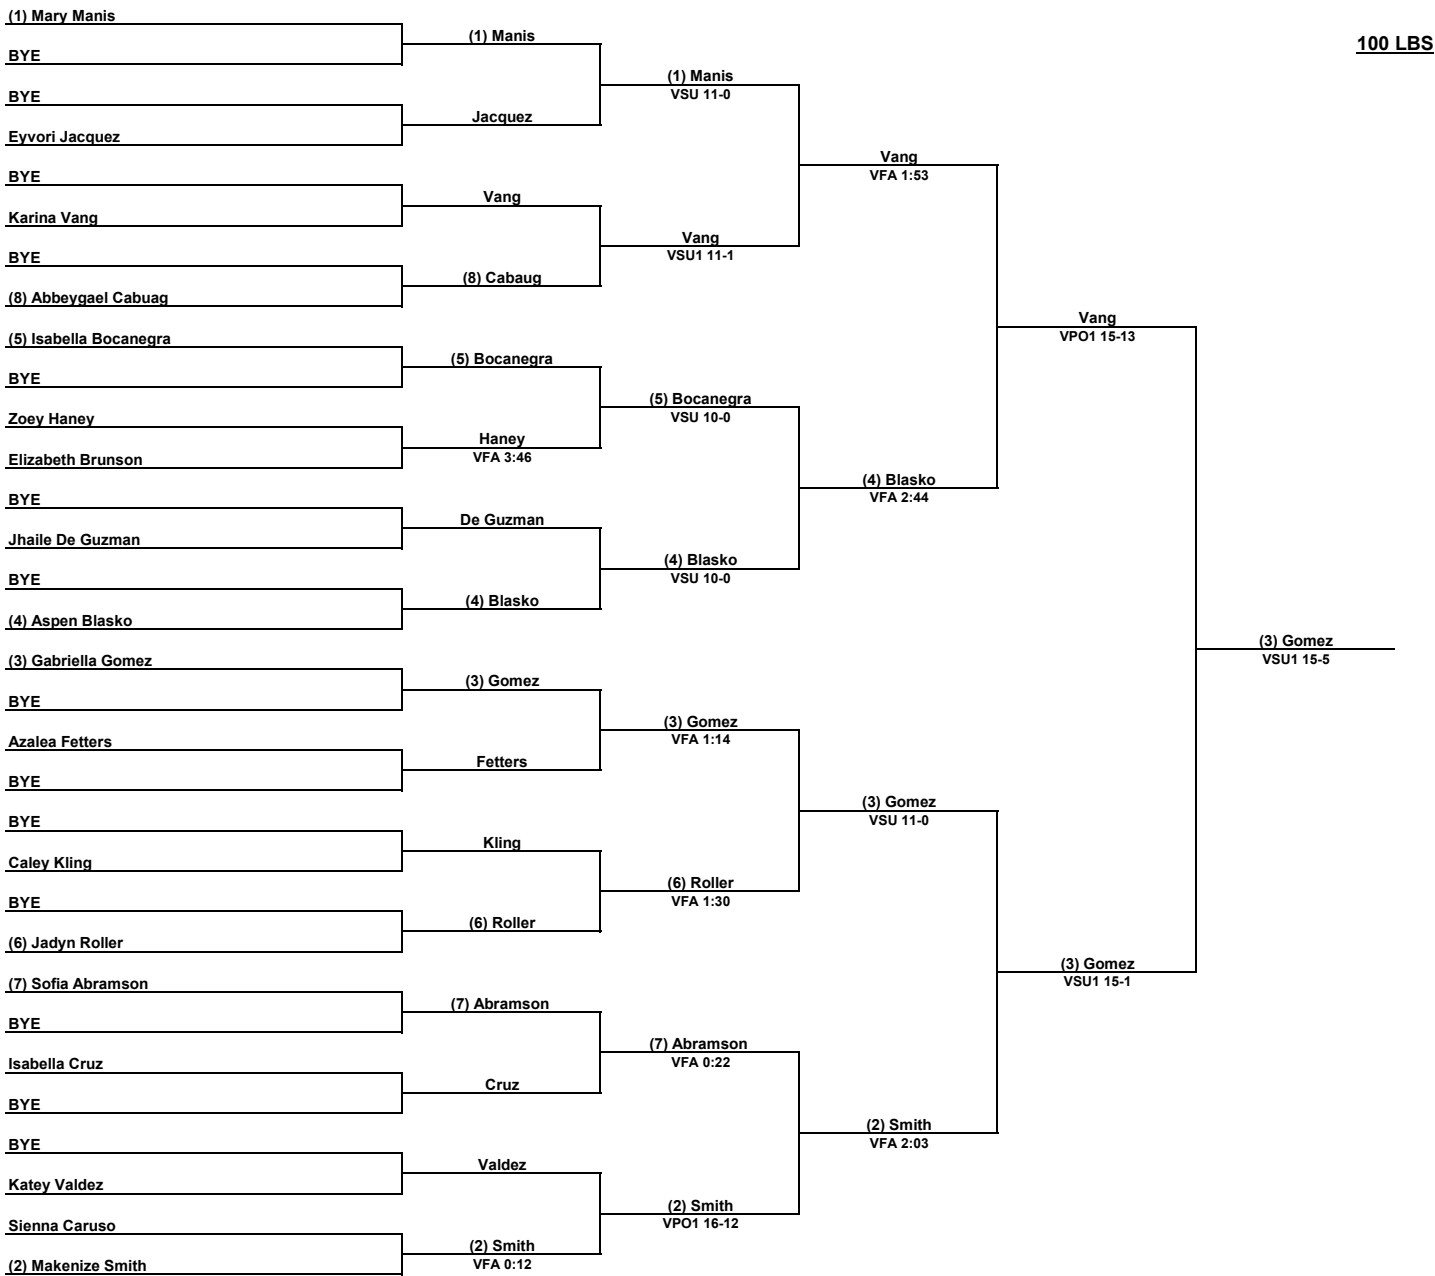 (1) Mary Manis
BYE
BYE
Eyvori Jacquez
BYE
Karina Vang
BYE
(8) Abbeygael Cabuag
(5) Isabella Bocanegra
BYE
Zoey Haney
Elizabeth Brunson
BYE
Jhaile De Guzman
BYE
(4) Aspen Blasko
(3) Gabriella Gomez
BYE
Azalea Fetters
BYE
BYE
Caley Kling
BYE
(6) Jadyn Roller
(7) Sofia Abramson
BYE
Isabella Cruz
BYE
BYE
Katey Valdez
Sienna Caruso
(2) Makenize Smith
(1) Manis
Jacquez
Vang
(8) Cabaug
(5) Bocanegra
Haney
VFA 3:46
De Guzman
(4) Blasko
(3) Gomez
Fetters
Kling
(6) Roller
(7) Abramson
Cruz
Valdez
(2) Smith
VFA 0:12
(1) Manis
VSU 11-0
Vang
VSU1 11-1
(5) Bocanegra
VSU 10-0
(4) Blasko
VSU 10-0
(3) Gomez
VFA 1:14
(6) Roller
VFA 1:30
(7) Abramson
VFA 0:22
(2) Smith
VPO1 16-12
Vang
VFA 1:53
(4) Blasko
VFA 2:44
(3) Gomez
VSU 11-0
(2) Smith
VFA 2:03
Vang
VPO1 15-13
(3) Gomez
VSU1 15-1
(3) Gomez
VSU1 15-5
100 LBS